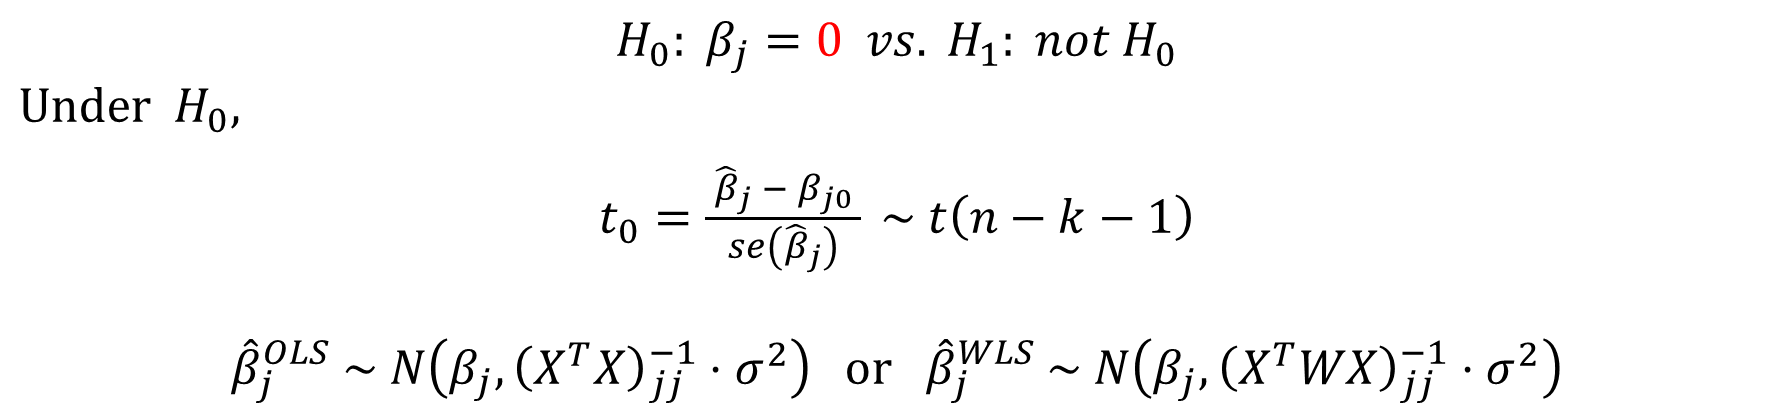 H₀: βⱼ = 0 vs. H₁: not H₀
Under H₀,
t₀ = (β̂ⱼ − βⱼ₀) / se(β̂ⱼ) ~ t(n − k − 1)
β̂ⱼ^OLS ~ N(βⱼ, (XᵀX)⁻¹ⱼⱼ · σ²) or β̂ⱼ^WLS ~ N(βⱼ, (XᵀWX)⁻¹ⱼⱼ · σ²)